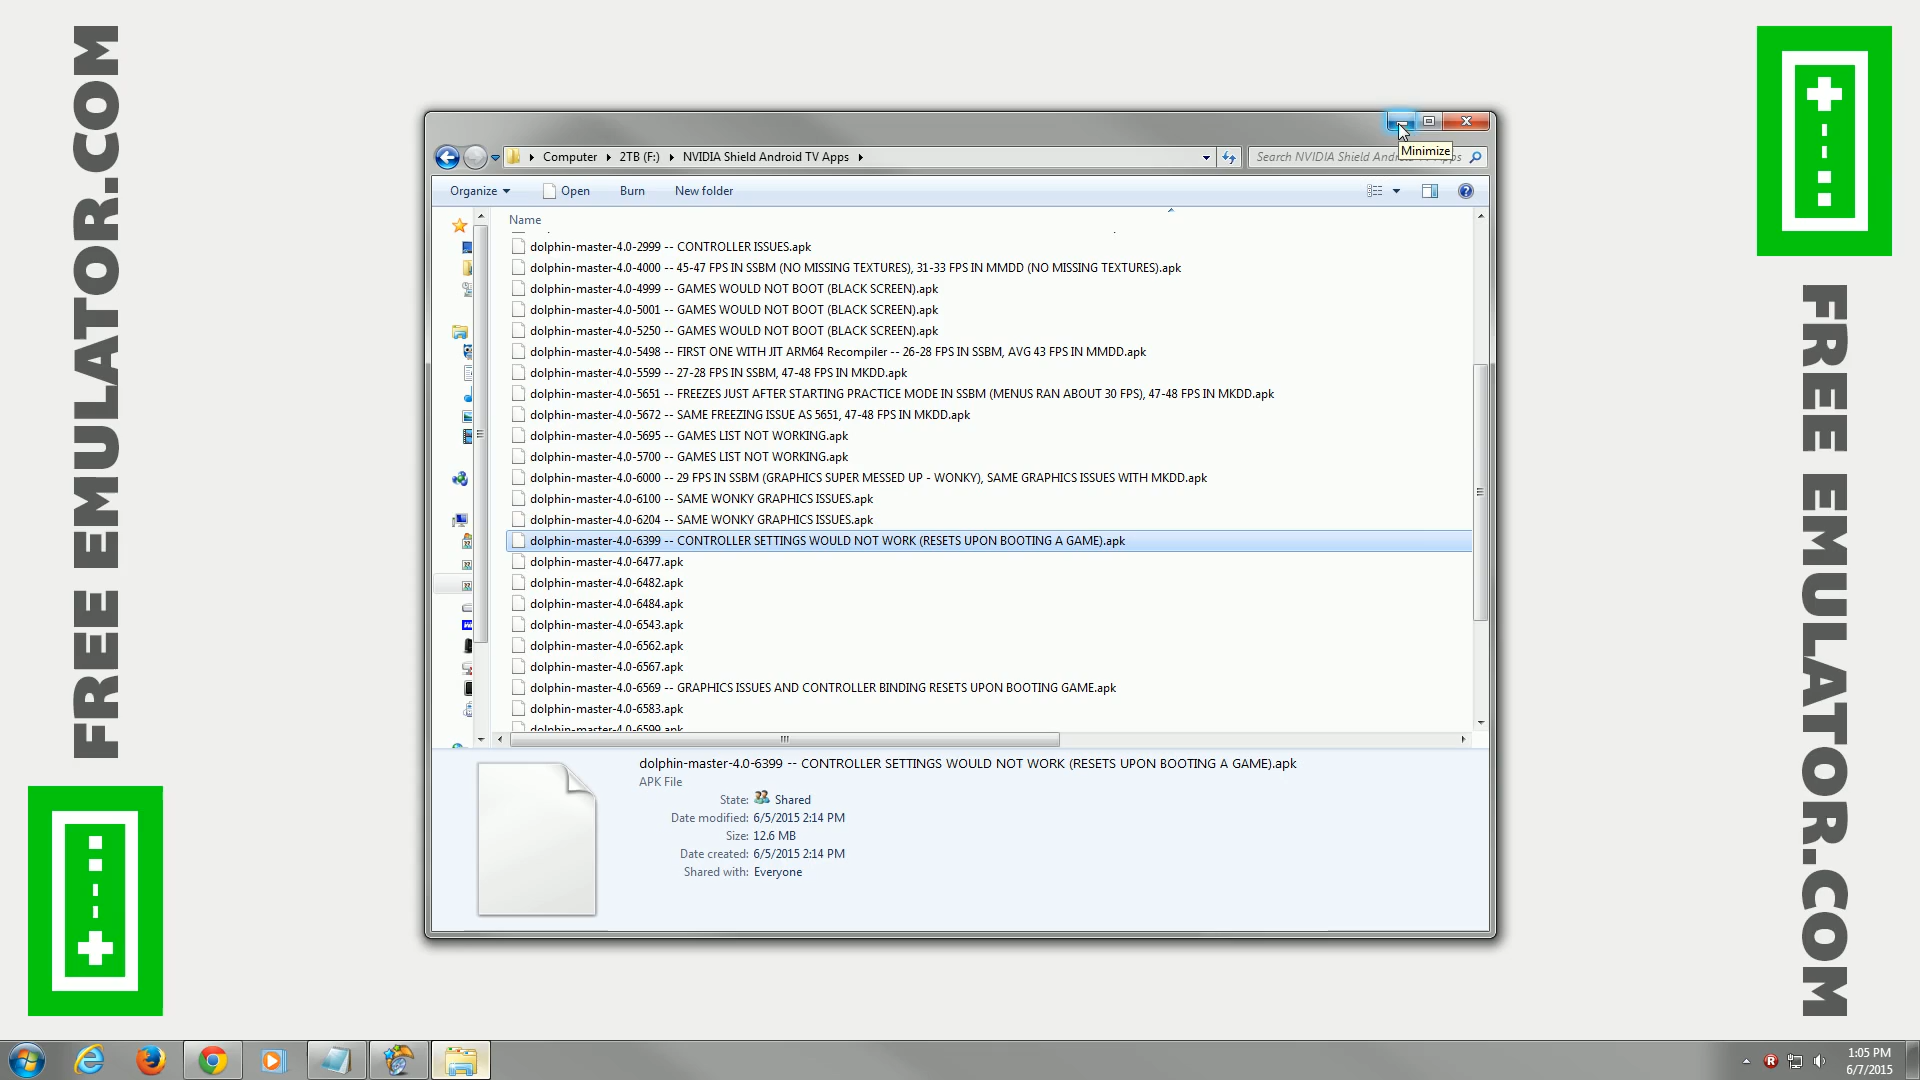 FREE EMULATOR.COM
Computer
2TB (F:)
NVIDIA Shield Android TV Apps
Search NVIDIA Shield Android TV Apps
Minimize
Organize
Open
Burn
New folder
Name
dolphin-master-4.0-2999 -- CONTROLLER ISSUES.apk
dolphin-master-4.0-4000 -- 45-47 FPS IN SSBM (NO MISSING TEXTURES), 31-33 FPS IN MMDD (NO MISSING TEXTURES).apk
dolphin-master-4.0-4999 -- GAMES WOULD NOT BOOT (BLACK SCREEN).apk
dolphin-master-4.0-5001 -- GAMES WOULD NOT BOOT (BLACK SCREEN).apk
dolphin-master-4.0-5250 -- GAMES WOULD NOT BOOT (BLACK SCREEN).apk
dolphin-master-4.0-5498 -- FIRST ONE WITH JIT ARM64 Recompiler -- 26-28 FPS IN SSBM, AVG 43 FPS IN MMDD.apk
dolphin-master-4.0-5599 -- 27-28 FPS IN SSBM, 47-48 FPS IN MKDD.apk
dolphin-master-4.0-5651 -- FREEZES JUST AFTER STARTING PRACTICE MODE IN SSBM (MENUS RAN ABOUT 30 FPS), 47-48 FPS IN MKDD.apk
dolphin-master-4.0-5672 -- SAME FREEZING ISSUE AS 5651, 47-48 FPS IN MKDD.apk
dolphin-master-4.0-5695 -- GAMES LIST NOT WORKING.apk
dolphin-master-4.0-5700 -- GAMES LIST NOT WORKING.apk
dolphin-master-4.0-6000 -- 29 FPS IN SSBM (GRAPHICS SUPER MESSED UP - WONKY), SAME GRAPHICS ISSUES WITH MKDD.apk
dolphin-master-4.0-6100 -- SAME WONKY GRAPHICS ISSUES.apk
dolphin-master-4.0-6204 -- SAME WONKY GRAPHICS ISSUES.apk
dolphin-master-4.0-6399 -- CONTROLLER SETTINGS WOULD NOT WORK (RESETS UPON BOOTING A GAME).apk
dolphin-master-4.0-6477.apk
dolphin-master-4.0-6482.apk
dolphin-master-4.0-6484.apk
dolphin-master-4.0-6543.apk
dolphin-master-4.0-6562.apk
dolphin-master-4.0-6567.apk
dolphin-master-4.0-6569 -- GRAPHICS ISSUES AND CONTROLLER BINDING RESETS UPON BOOTING GAME.apk
dolphin-master-4.0-6583.apk
dolphin-master-4.0-6599.apk
dolphin-master-4.0-6399 -- CONTROLLER SETTINGS WOULD NOT WORK (RESETS UPON BOOTING A GAME).apk
APK File
State: Shared
Date modified: 6/5/2015 2:14 PM
Size: 12.6 MB
Date created: 6/5/2015 2:14 PM
Shared with: Everyone
FREE EMULATOR.COM
1:05 PM
6/7/2015